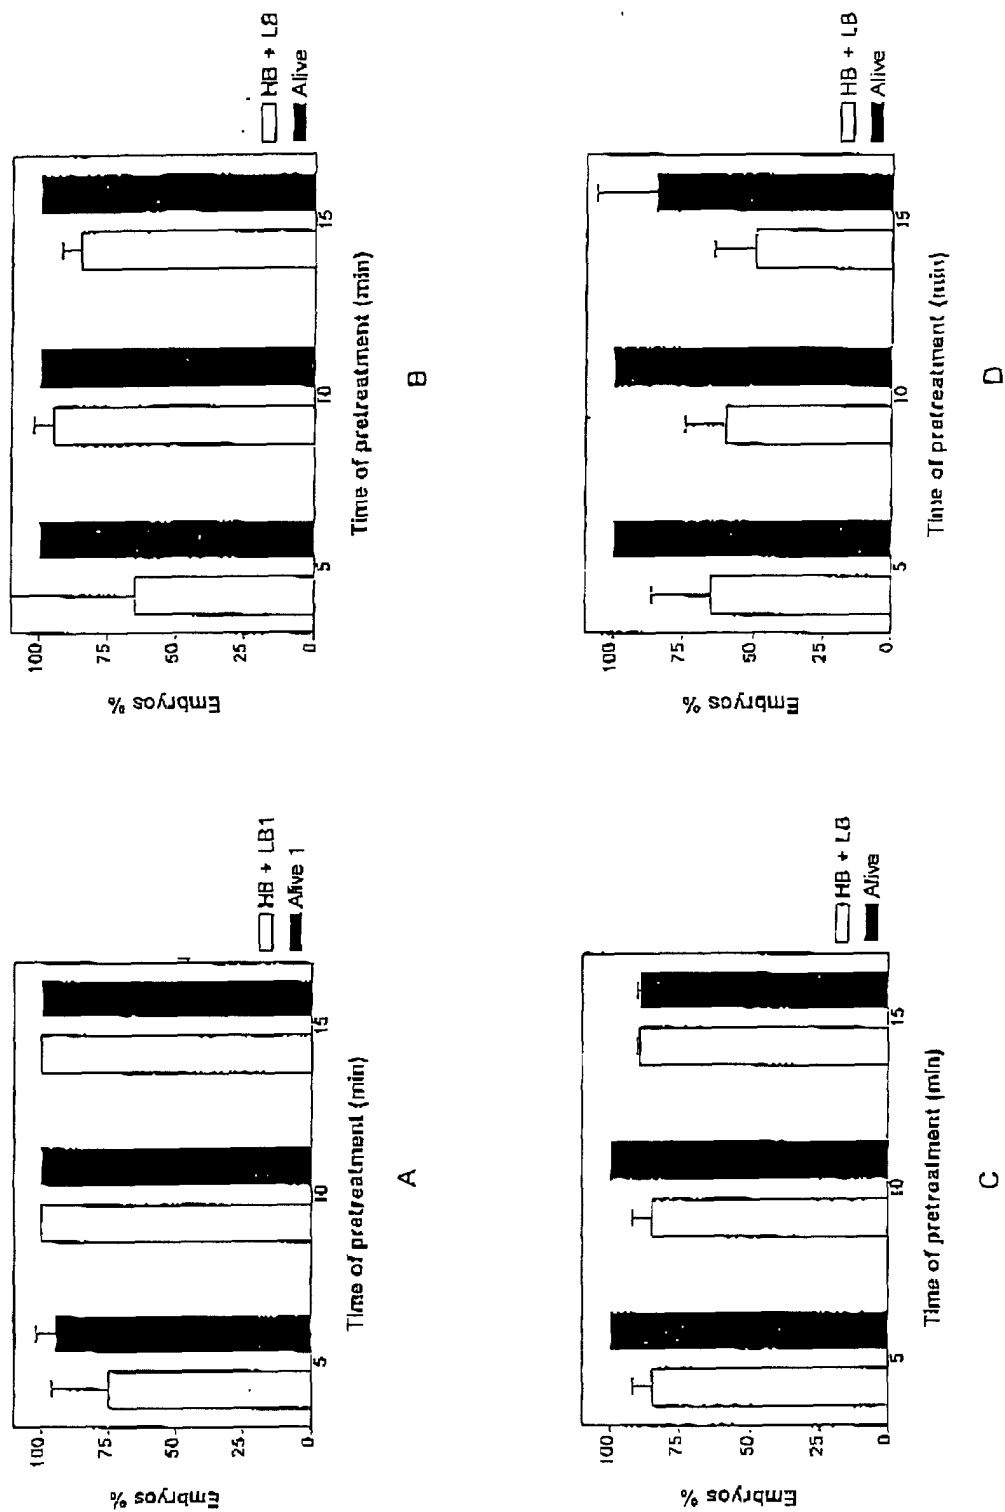 Embryos %
100
75
50
25
0
5
10
15
Time of pretreatment (min)
HB + LB1
Alive 1
A
Embryos %
100
75
50
25
0
5
10
15
Time of pretreatment (min)
HB + LB
Alive
B
Embryos %
100
75
50
25
0
5
10
15
Time of pretreatment (min)
HB + LB
Alive
C
Embryos %
100
75
50
25
0
5
10
15
Time of pretreatment (min)
HB + LB
Alive
D